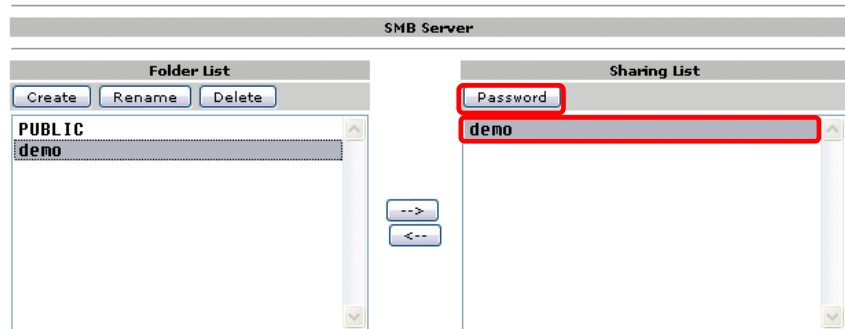 SMB Server
Folder List
Create Rename Delete
PUBLIC
demo
-->
<--
Sharing List
Password
demo